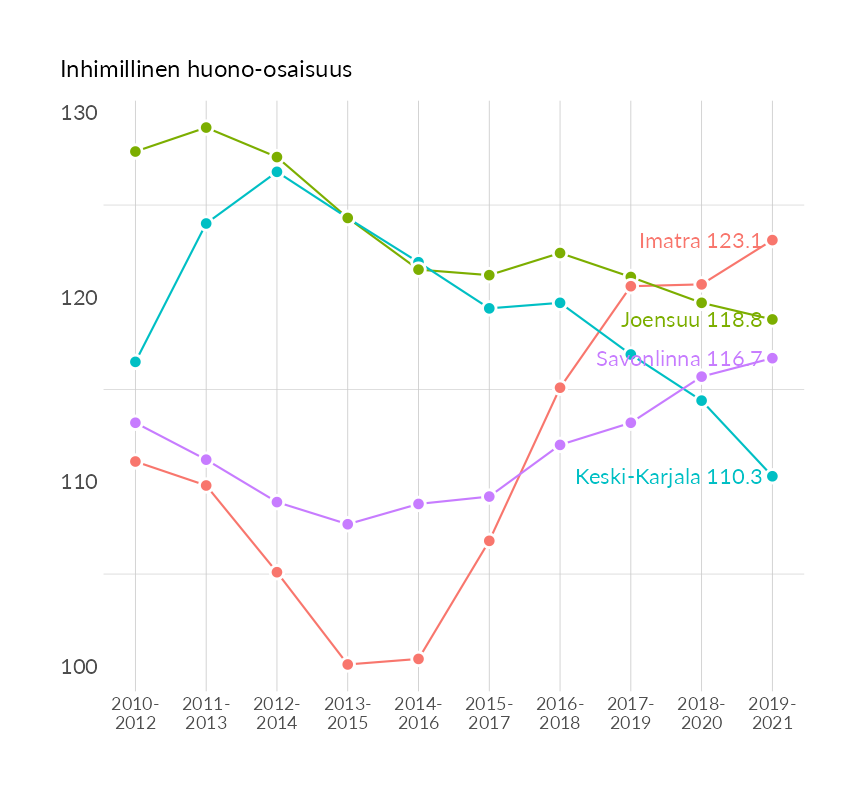 Inhimillinen huono-osaisuus
130
120
110
100
Imatra 123.1
Joensuu 118.8
Savonlinna 116.7
Keski-Karjala 110.3
2010- 2011- 2012- 2013- 2014- 2015- 2016- 2017- 2018- 2019-
2012 2013 2014 2015 2016 2017 2018 2019 2020 2021